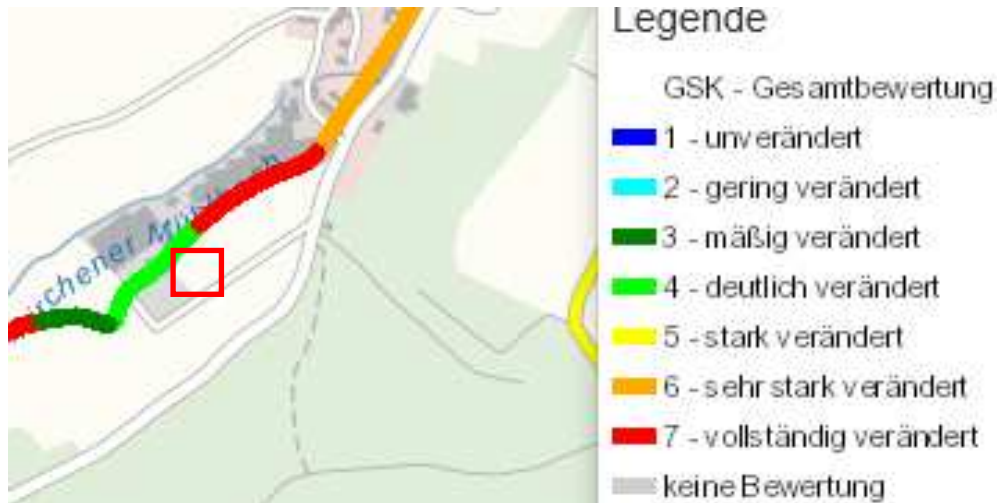 Legende
GSK - Gesamtbewertung
1 - unverändert
2 - gering verändert
3 - mäßig verändert
4 - deutlich verändert
5 - stark verändert
6 - sehr stark verändert
7 - vollständig verändert
keine Bewertung